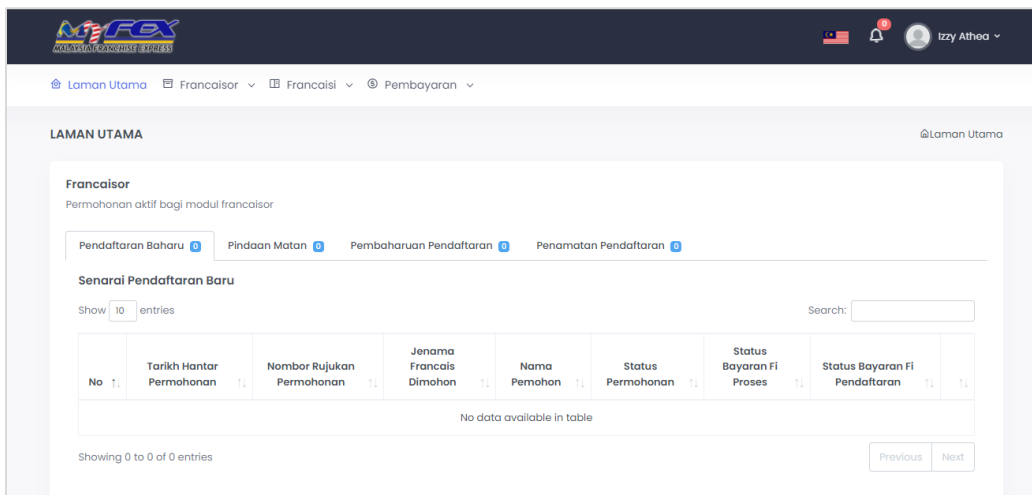 MyFEX
MALAYSIA FRANCHISE EXPRESS
0
Izzy Athea
Laman Utama Francaisor Francaisi Pembayaran
LAMAN UTAMA
Laman Utama
Francaisor
Permohonan aktif bagi modul francaisor
Pendaftaran Baharu 0 Pindaan Matan 0 Pembaharuan Pendaftaran 0 Penamatan Pendaftaran 0
Senarai Pendaftaran Baru
Show 10 entries
Search:
No
Tarikh Hantar
Permohonan
Nombor Rujukan
Permohonan
Jenama
Francais
Dimohon
Nama
Pemohon
Status
Permohonan
Status
Bayaran Fi
Proses
Status Bayaran Fi
Pendaftaran
No data available in table
Showing 0 to 0 of 0 entries
Previous Next